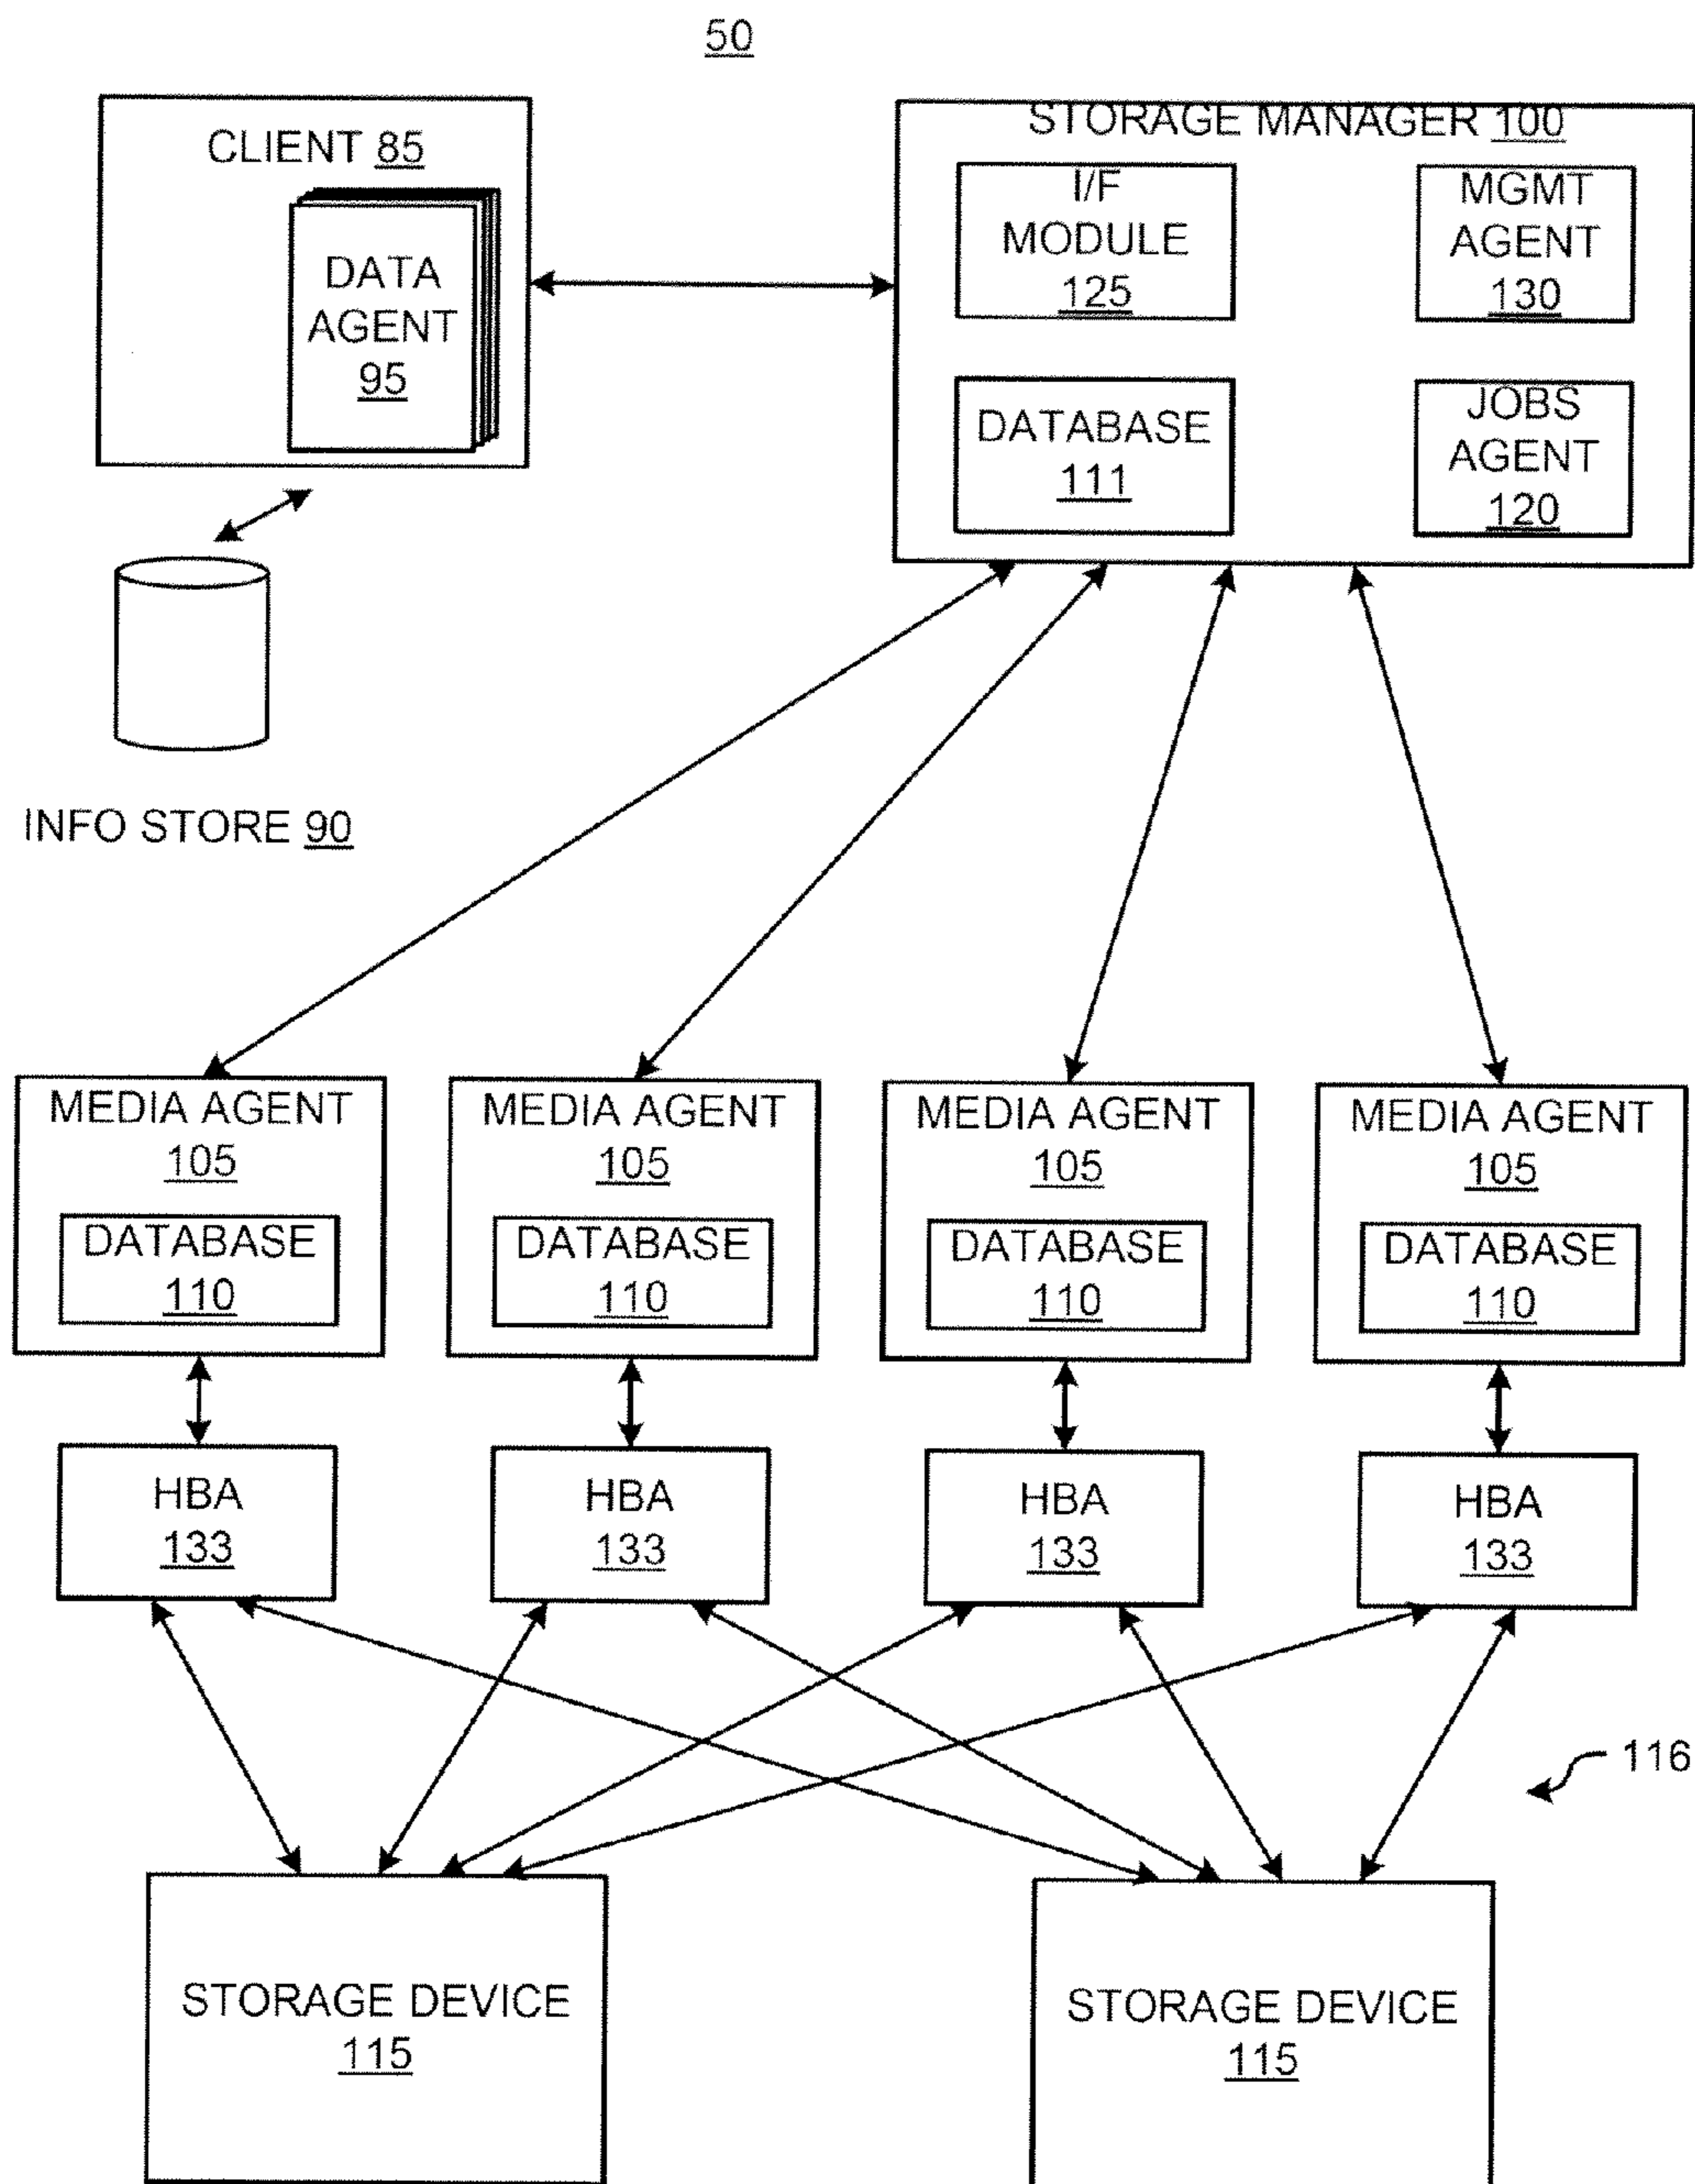 50
CLIENT 85
DATA
AGENT
95
STORAGE MANAGER 100
I/F
MODULE
125
MGMT
AGENT
130
DATABASE
111
JOBS
AGENT
120
INFO STORE 90
MEDIA AGENT
105
DATABASE
110
MEDIA AGENT
105
DATABASE
110
MEDIA AGENT
105
DATABASE
110
MEDIA AGENT
105
DATABASE
110
HBA
133
HBA
133
HBA
133
HBA
133
116
STORAGE DEVICE
115
STORAGE DEVICE
115